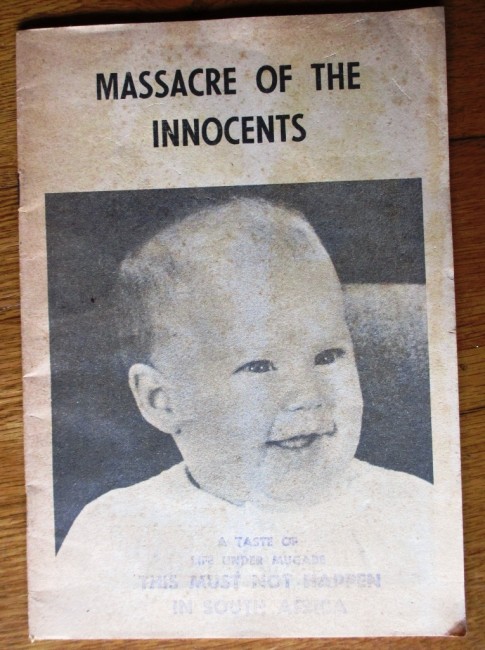 MASSACRE OF THE
INNOCENTS
A TASTE OF
LIFE UNDER MUGABE
THIS MUST NOT HAPPEN
IN SOUTH AFRICA